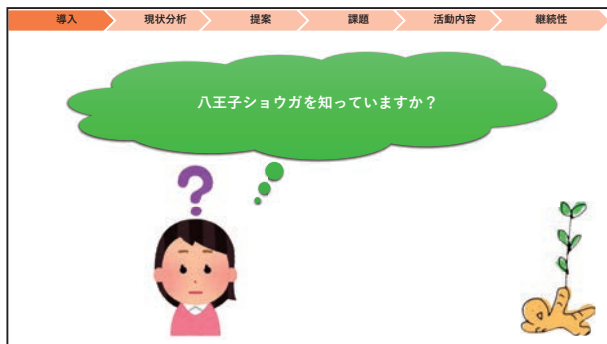 導入
現状分析
提案
課題
活動内容
継続性
八王子ショウガを知っていますか？
?